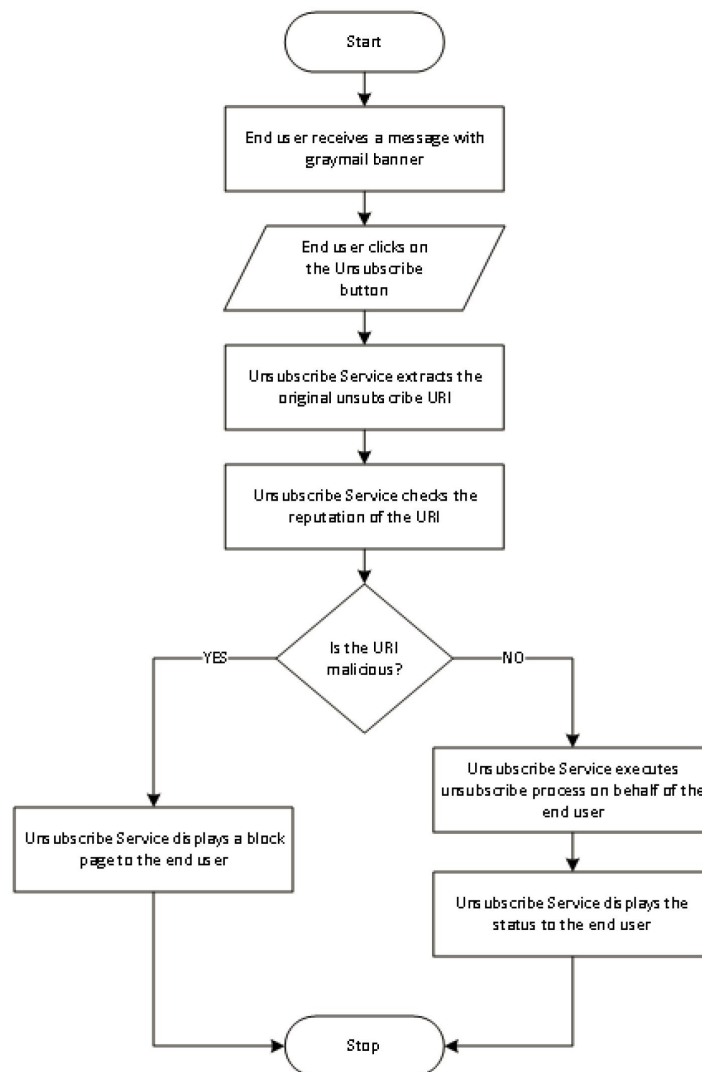 Start
End user receives a message with
graymail banner
End user clicks on
the Unsubscribe
button
Unsubscribe Service extracts the
original unsubscribe URI
Unsubscribe Service checks the
reputation of the URI
Is the URI
malicious?
YES
NO
Unsubscribe Service executes
unsubscribe process on behalf of the
end user
Unsubscribe Service displays a block
page to the end user
Unsubscribe Service displays the
status to the end user
Stop